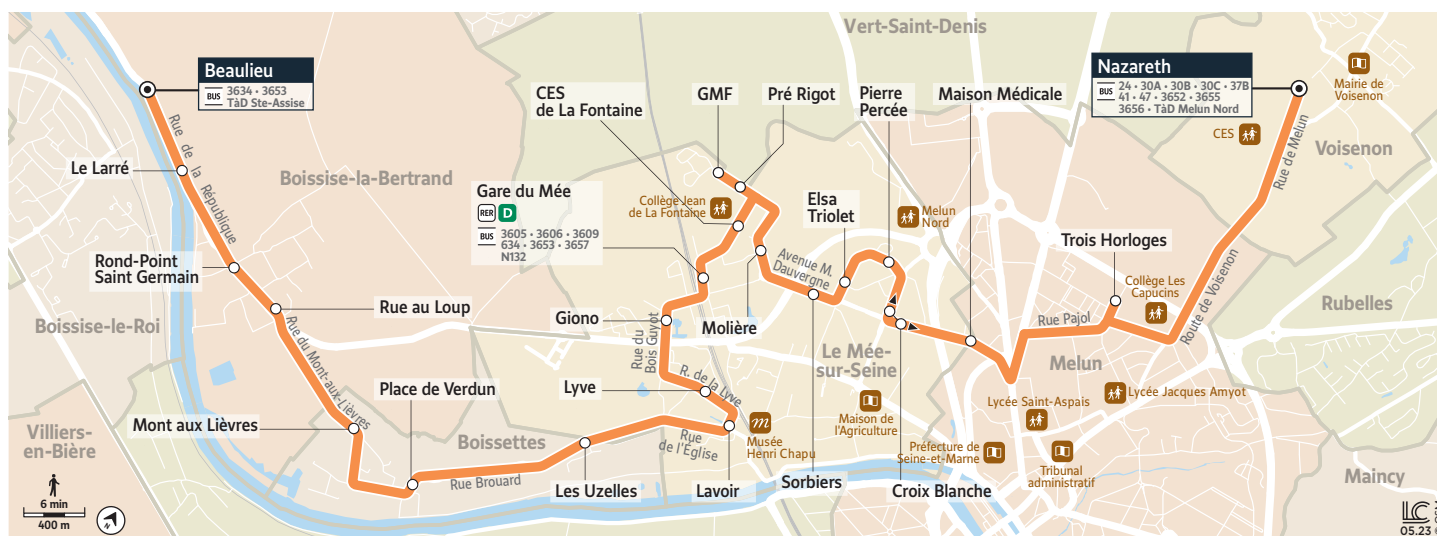 Vert-Saint-Denis
Beaulieu
BUS
3634 • 3653
TàD Ste-Assise
Nazareth
BUS
24 • 30A • 30B • 30C • 37B
41 • 47 • 3652 • 3655
3656 • TàD Melun Nord
Mairie de
Voisenon
CES
Voisenon
Rue de Melun
CES
de La Fontaine
GMF
Pré Rigot
Pierre
Percée
Maison Médicale
Rue de la République
Le Larré
Boissise-la-Bertrand
Gare du Mée
RER D
BUS
3605 • 3606 • 3609
634 • 3653 • 3657
N132
Collège Jean
de La Fontaine
Elsa
Triolet
Melun
Nord
Trois Horloges
Rond-Point
Saint Germain
Avenue M.
Dauvergne
Collège Les
Capucins
Route de Voisenon
Rubelles
Boissise-le-Roi
Rue au Loup
Giono
Rue du
Bois Guyot
Molière
Rue Pajol
Le Mée-
sur-Seine
Melun
Rue du Mont-aux-Lièvres
Place de Verdun
Lyve
R. de la Lyve
Lycée Saint-Aspais
Lycée Jacques Amyot
Mont aux Lièvres
Villiers-
en-Bière
Boissettes
Rue
de l'Église
Musée
Henri Chapu
Maison de
l'Agriculture
Préfecture de
Seine-et-Marne
Tribunal
administratif
Maincy
Rue Brouard
Les Uzelles
Lavoir
Sorbiers
Croix Blanche
6 min
400 m
N
LC
05.23